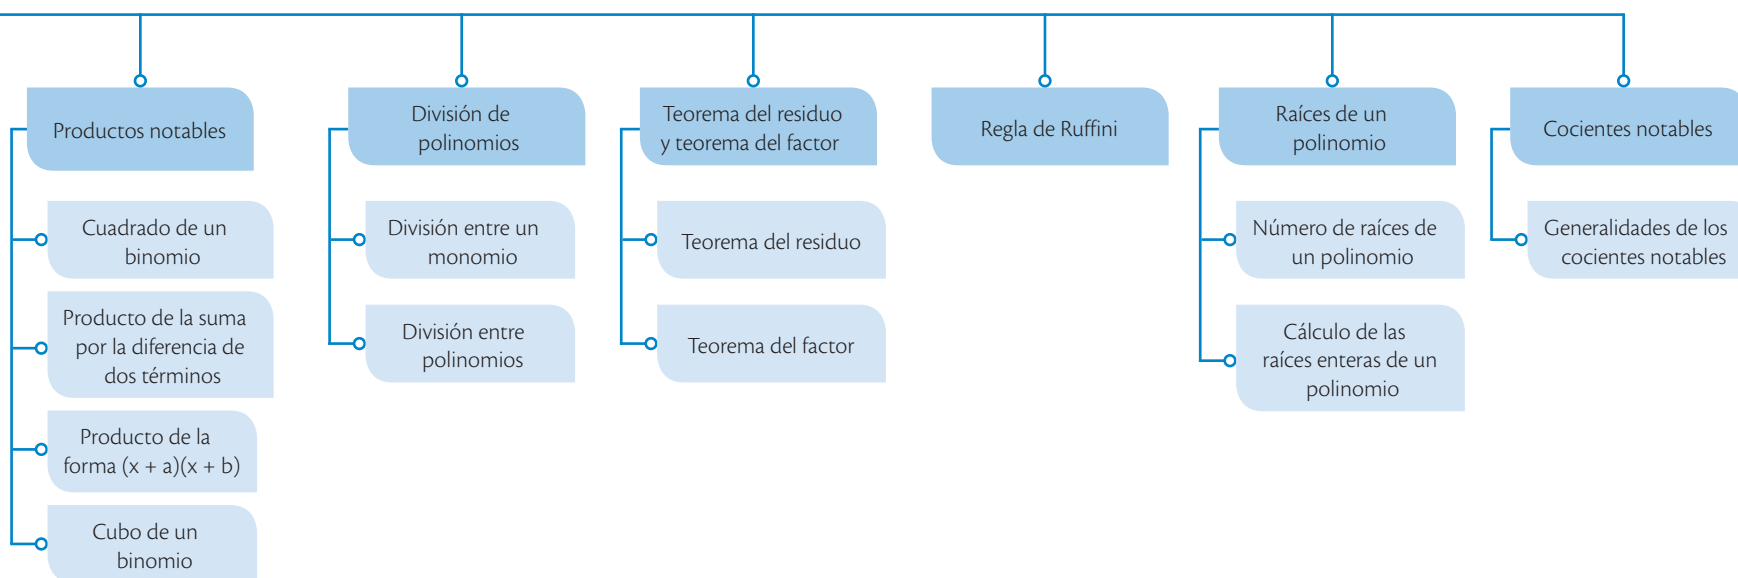 Productos notables
Cuadrado de un
binomio
Producto de la suma
por la diferencia de
dos términos
Producto de la
forma (x + a)(x + b)
Cubo de un
binomio
División de
polinomios
División entre un
monomio
División entre
polinomios
Teorema del residuo
y teorema del factor
Teorema del residuo
Teorema del factor
Regla de Ruffini
Raíces de un
polinomio
Número de raíces de
un polinomio
Cálculo de las
raíces enteras de un
polinomio
Cocientes notables
Generalidades de los
cocientes notables